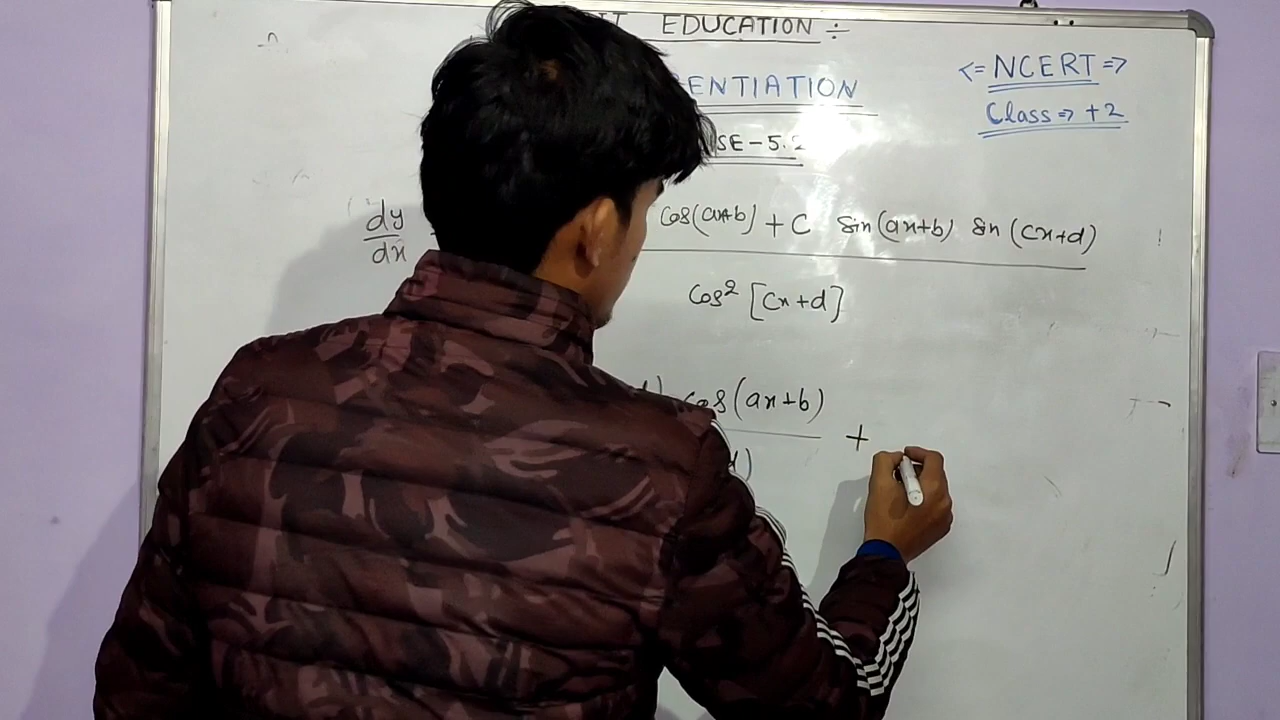 EDUCATION ÷
<= NCERT =>
ENTIATION
Class => +2
SE - 5.2
dy/dx cos(ax+b) + C sin(ax+b) sin(cx+d)
cos² [cx+d]
cos(ax+b)
+
d)